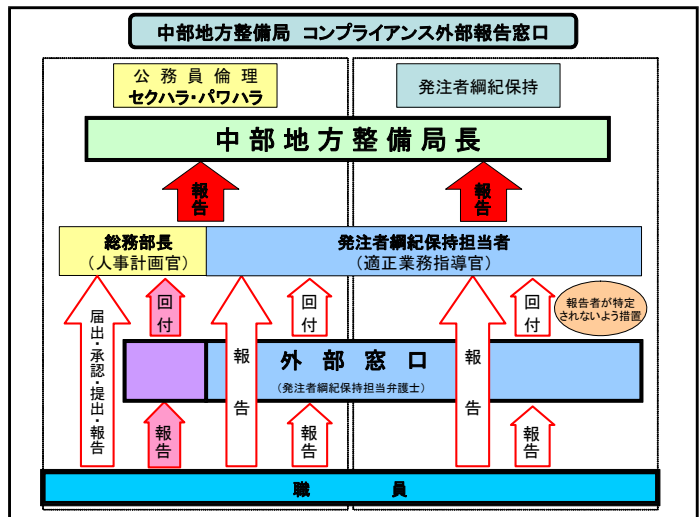 中部地方整備局 コンプライアンス外部報告窓口
公務員倫理
セクハラ・パワハラ
発注者綱紀保持
中部地方整備局長
報告
報告
総務部長
（人事計画官）
発注者綱紀保持担当者
（適正業務指導官）
届出・承認・提出・報告
回付
報告
回付
報告
回付
報告者が特定
されないよう措置
外部窓口
（発注者綱紀保持担当弁護士）
報告
報告
報告
職員